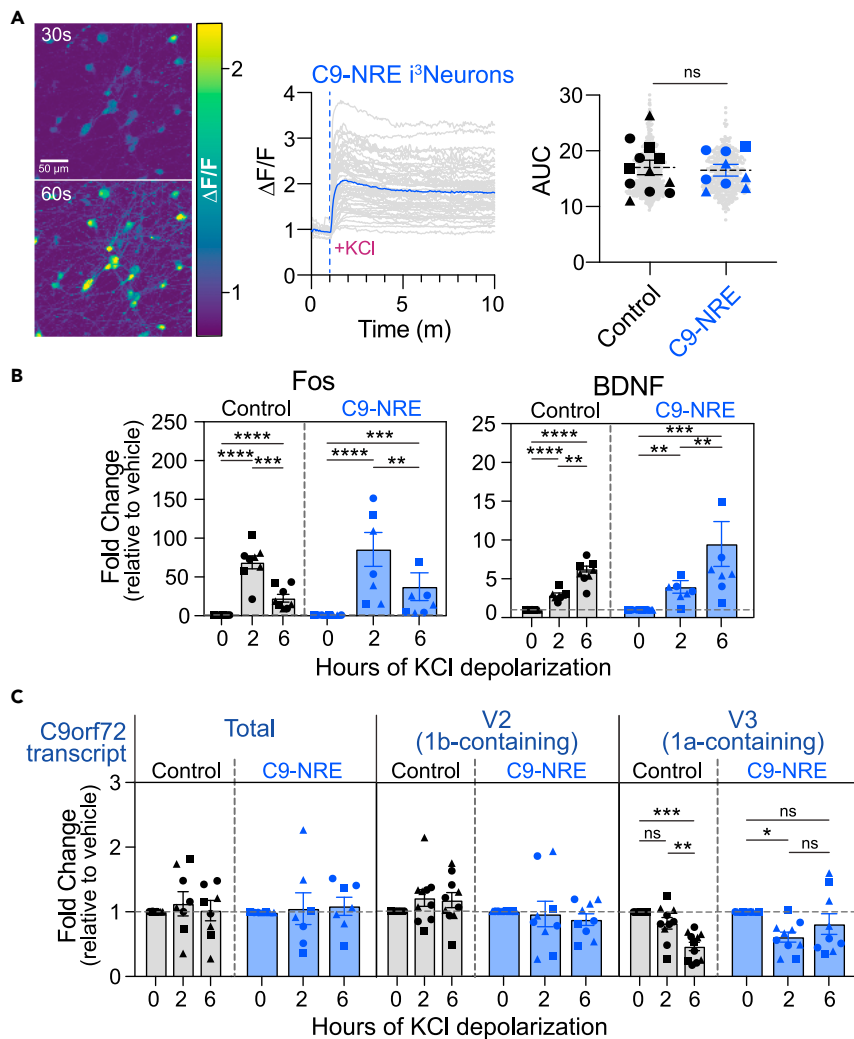 A
30s
50 µm
60s
2
1
ΔF/F
C9-NRE i³Neurons
4
3
2
1
0
ΔF/F
+KCl
0
5
10
Time (m)
ns
30
20
10
0
AUC
Control
C9-NRE
B
Fos
BDNF
Control
C9-NRE
Control
C9-NRE
250
200
150
100
50
0
Fold Change
(relative to vehicle)
****
****
***
***
****
**
25
20
15
10
5
0
****
****
**
***
**
**
0 2 6 0 2 6
0 2 6 0 2 6
Hours of KCl depolarization
C
C9orf72
transcript
Total
V2
(1b-containing)
V3
(1a-containing)
Control
C9-NRE
Control
C9-NRE
Control
C9-NRE
3
2
1
0
Fold Change
(relative to vehicle)
***
ns
**
ns
*
ns
0 2 6 0 2 6 0 2 6 0 2 6 0 2 6 0 2 6
Hours of KCl depolarization